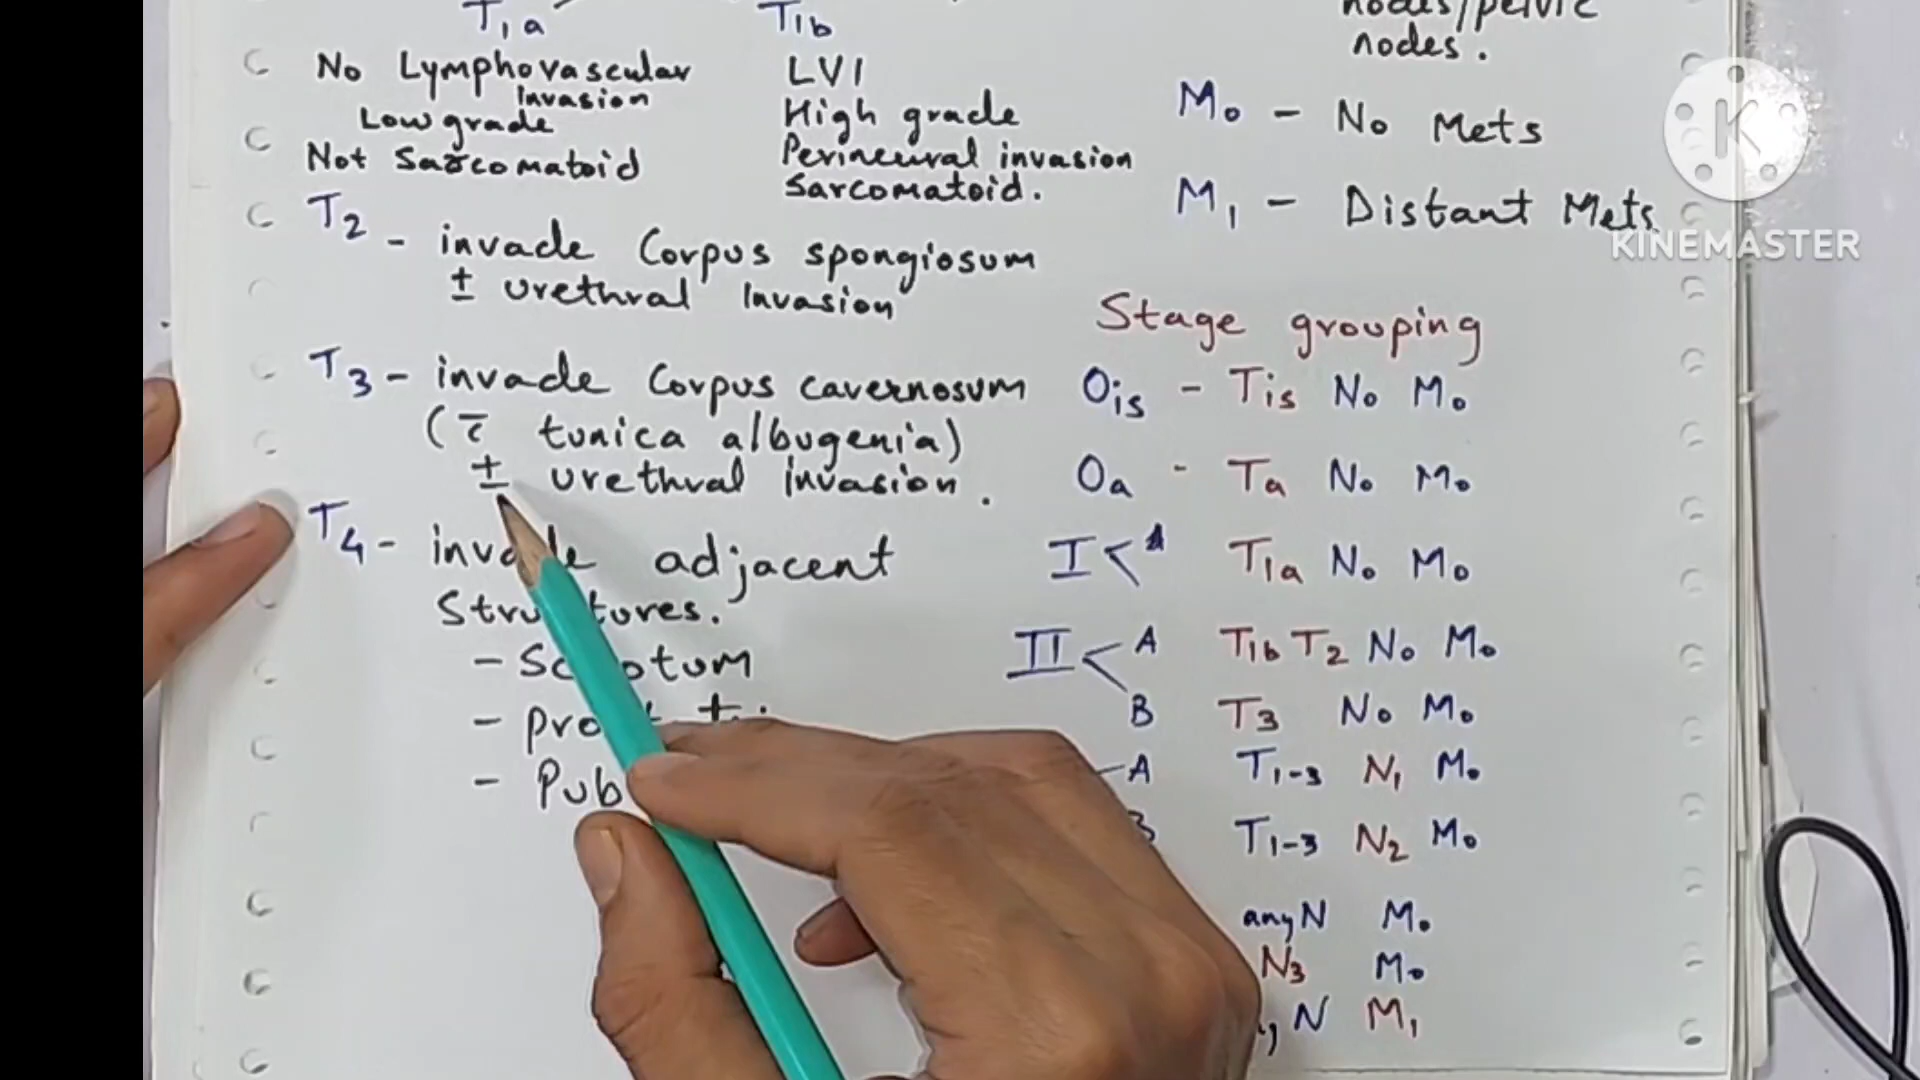 T1a T1b
No Lymphovascular
Invasion
Low grade
Not Sarcomatoid
LVI
High grade
Perineural invasion
Sarcomatoid.
T2 - invade Corpus spongiosum
± urethral Invasion
T3 - invade Corpus cavernosum
(c̄ tunica albugenia)
± urethral invasion.
T4 - invade adjacent
Structures.
- Scrotum
-
- Pub
nodes/pelvic
nodes.
M0 - No Mets
M1 - Distant Mets
KINEMASTER
Stage grouping
0is - Tis N0 M0
0a - Ta N0 M0
I < T1a N0 M0
II < A T1b T2 N0 M0
B T3 N0 M0
A T1-3 N1 M0
B T1-3 N2 M0
any N M0
N3 M0
N M1